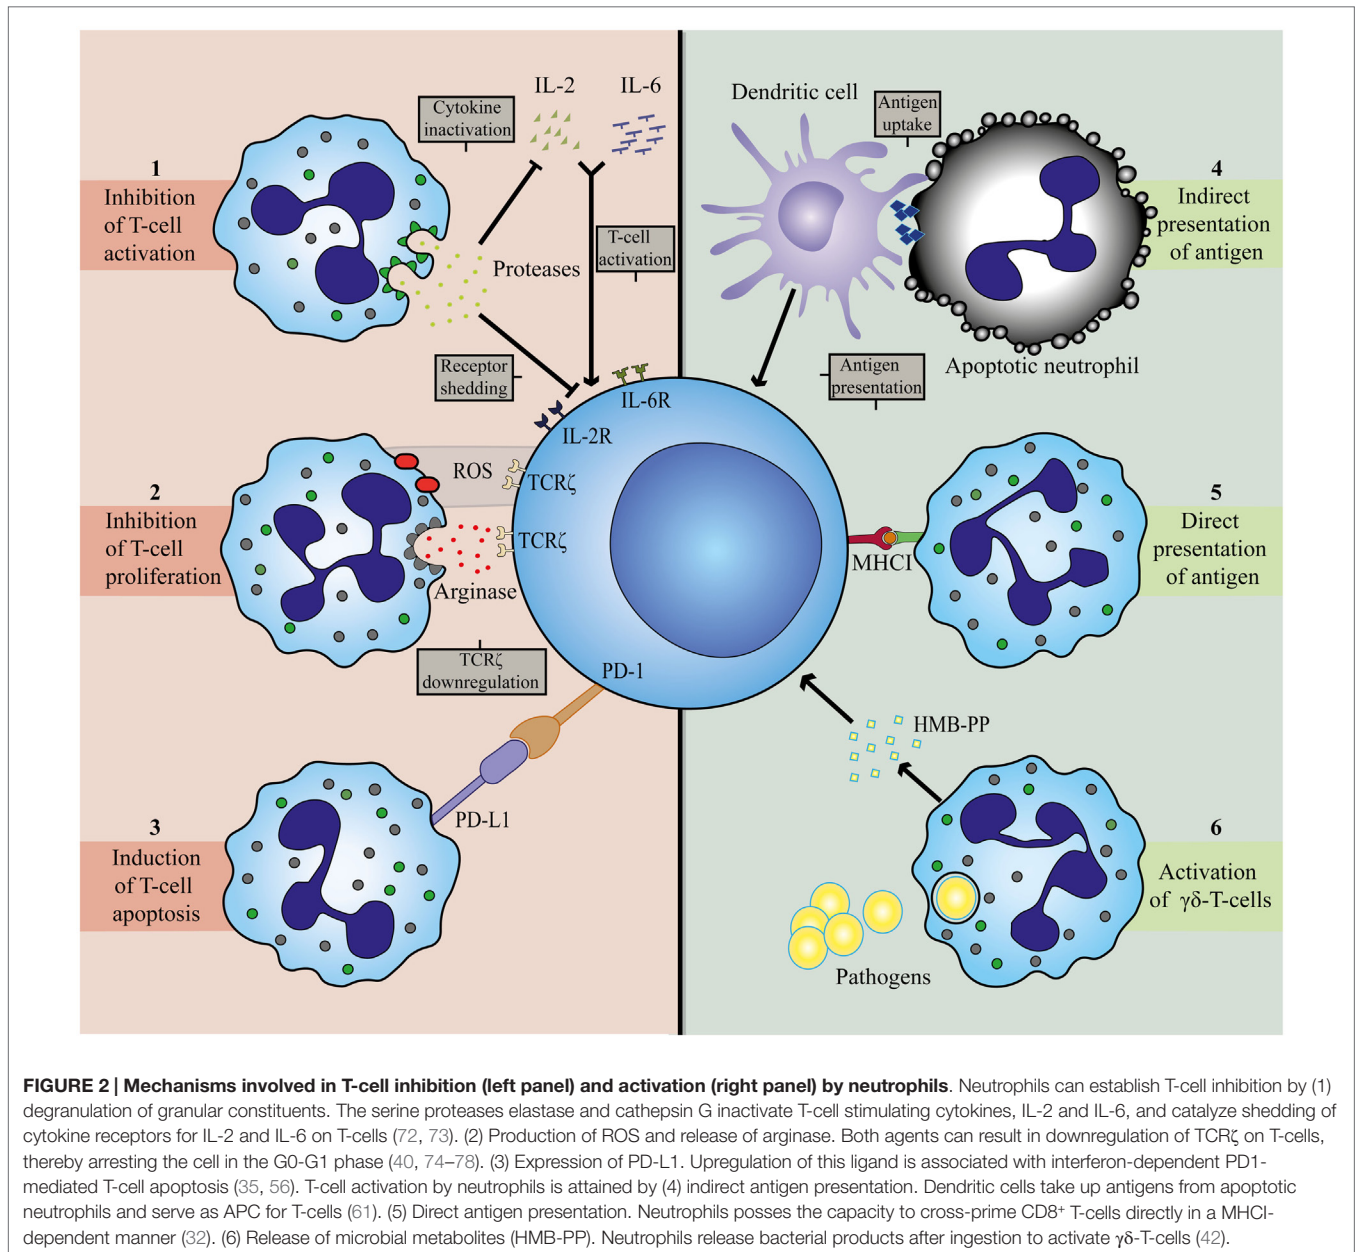 IL-2
IL-6
Cytokine
inactivation
1
Inhibition
of T-cell
activation
Proteases
T-cell
activation
Receptor
shedding
IL-6R
IL-2R
Dendritic cell
Antigen
uptake
4
Indirect
presentation
of antigen
Apoptotic neutrophil
Antigen
presentation
2
Inhibition
of T-cell
proliferation
ROS
TCRζ
TCRζ
Arginase
TCRζ
downregulation
5
Direct
presentation
of antigen
MHCI
PD-1
PD-L1
3
Induction
of T-cell
apoptosis
HMB-PP
6
Activation
of γδ-T-cells
Pathogens
FIGURE 2 | Mechanisms involved in T-cell inhibition (left panel) and activation (right panel) by neutrophils. Neutrophils can establish T-cell inhibition by (1)
degranulation of granular constituents. The serine proteases elastase and cathepsin G inactivate T-cell stimulating cytokines, IL-2 and IL-6, and catalyze shedding of
cytokine receptors for IL-2 and IL-6 on T-cells (72, 73). (2) Production of ROS and release of arginase. Both agents can result in downregulation of TCRζ on T-cells,
thereby arresting the cell in the G0-G1 phase (40, 74–78). (3) Expression of PD-L1. Upregulation of this ligand is associated with interferon-dependent PD1-
mediated T-cell apoptosis (35, 56). T-cell activation by neutrophils is attained by (4) indirect antigen presentation. Dendritic cells take up antigens from apoptotic
neutrophils and serve as APC for T-cells (61). (5) Direct antigen presentation. Neutrophils posses the capacity to cross-prime CD8⁺ T-cells directly in a MHCI-
dependent manner (32). (6) Release of microbial metabolites (HMB-PP). Neutrophils release bacterial products after ingestion to activate γδ-T-cells (42).